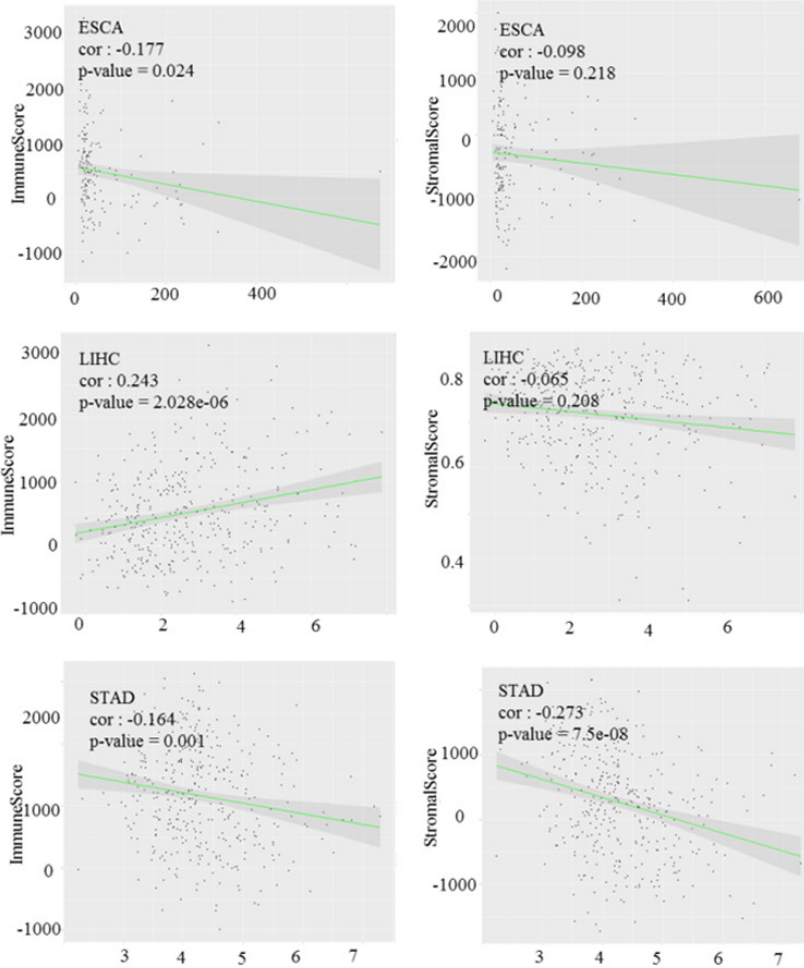 ESCA
cor : -0.177
p-value = 0.024
3000
2000
1000
0
-1000
ImmuneScore
0
200
400
ESCA
cor : -0.098
p-value = 0.218
2000
1000
0
-1000
-2000
StromalScore
0
200
400
600
LIHC
cor : 0.243
p-value = 2.028e-06
3000
2000
1000
0
-1000
ImmuneScore
0
2
4
6
LIHC
cor : -0.065
p-value = 0.208
0.8
0.6
0.4
StromalScore
0
2
4
6
STAD
cor : -0.164
p-value = 0.001
2000
1000
0
-1000
ImmuneScore
3
4
5
6
7
STAD
cor : -0.273
p-value = 7.5e-08
1000
0
-1000
StromalScore
3
4
5
6
7